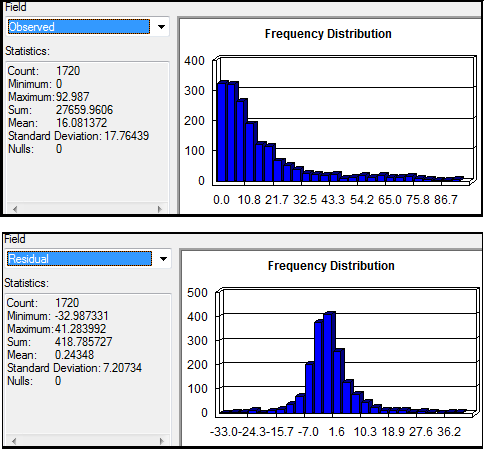 Field
Observed
Statistics:
Count: 1720
Minimum: 0
Maximum: 92.987
Sum: 27659.9606
Mean: 16.081372
Standard Deviation: 17.76439
Nulls: 0
Frequency Distribution
400
300
200
100
0
0.0 10.8 21.7 32.5 43.3 54.2 65.0 75.8 86.7
Field
Residual
Statistics:
Count: 1720
Minimum: -32.987331
Maximum: 41.283992
Sum: 418.785727
Mean: 0.24348
Standard Deviation: 7.20734
Nulls: 0
Frequency Distribution
500
400
300
200
100
0
-33.0 -24.3 -15.7 -7.0 1.6 10.3 18.9 27.6 36.2